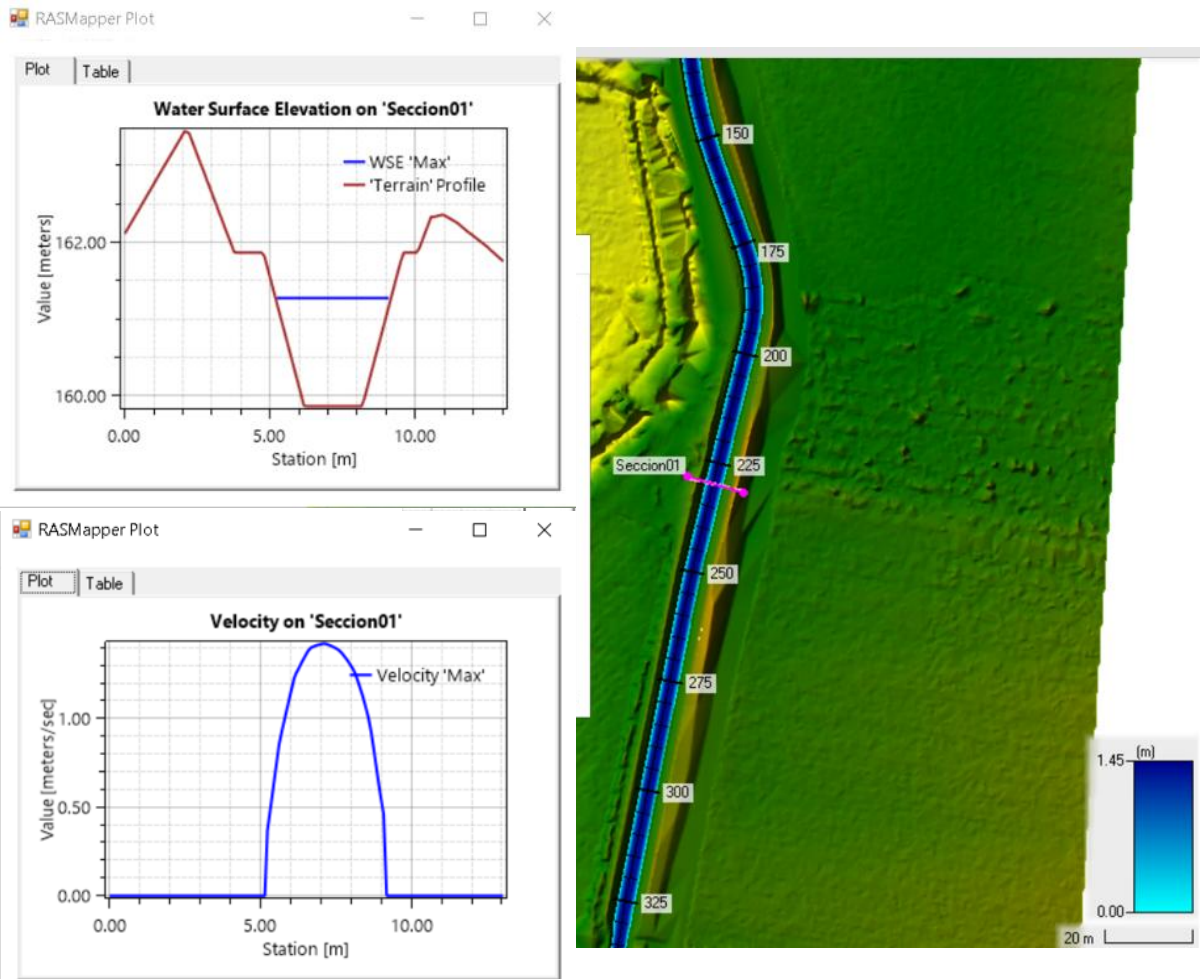 RASMapper Plot
Plot
Table
Water Surface Elevation on 'Seccion01'
WSE 'Max'
'Terrain' Profile
Value [meters]
162.00
160.00
0.00
5.00
10.00
Station [m]
RASMapper Plot
Plot
Table
Velocity on 'Seccion01'
Velocity 'Max'
Value [meters/sec]
1.00
0.50
0.00
0.00
5.00
10.00
Station [m]
150
175
200
Seccion01
225
250
275
300
325
1.45
(m)
0.00
20 m